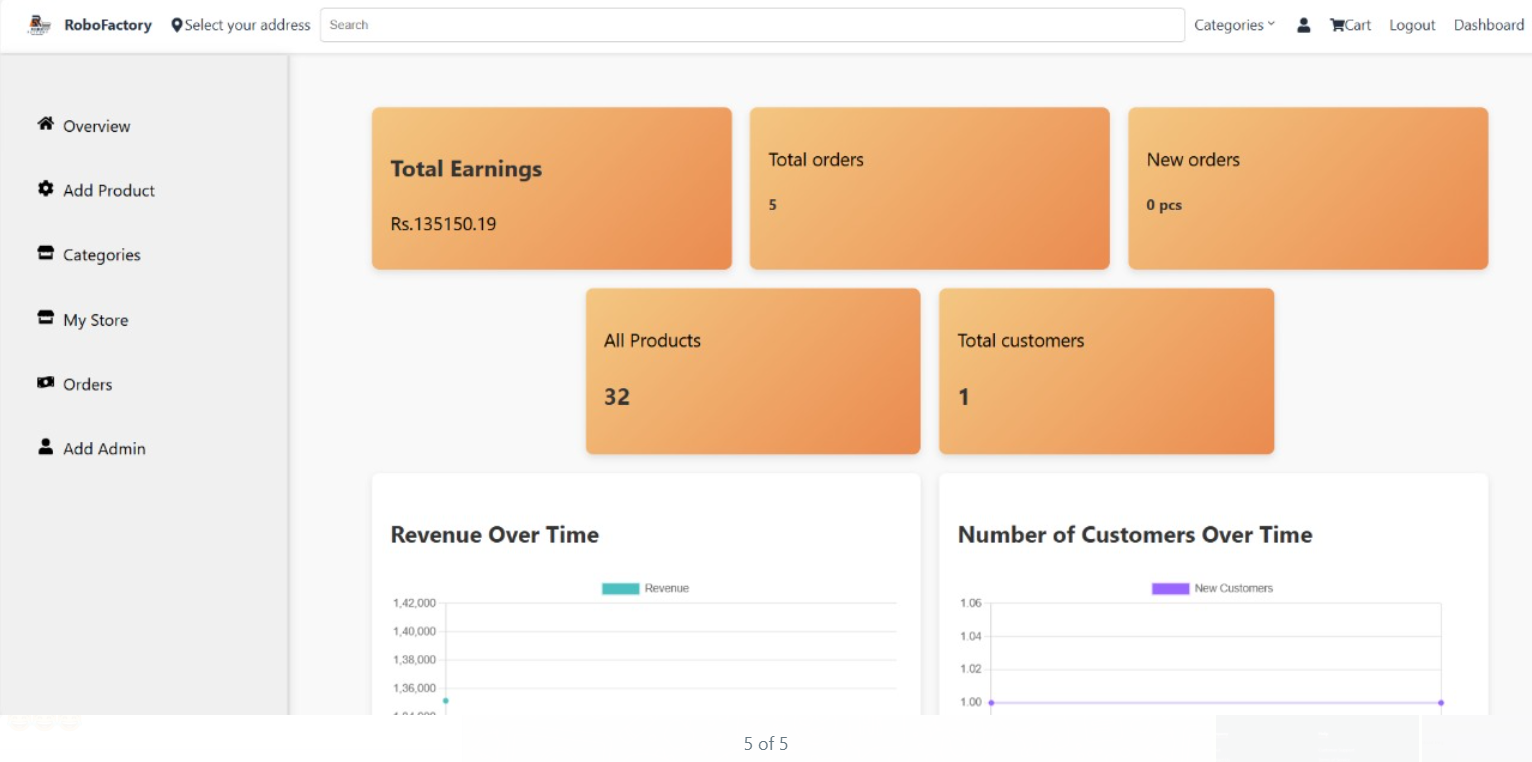 RoboFactory Select your address Search Categories Cart Logout Dashboard
Overview
Add Product
Categories
My Store
Orders
Add Admin
Total Earnings
Rs.135150.19
Total orders
5
New orders
0 pcs
All Products
32
Total customers
1
Revenue Over Time
Revenue
1,42,000
1,40,000
1,38,000
1,36,000
Number of Customers Over Time
New Customers
1.06
1.04
1.02
1.00
5 of 5